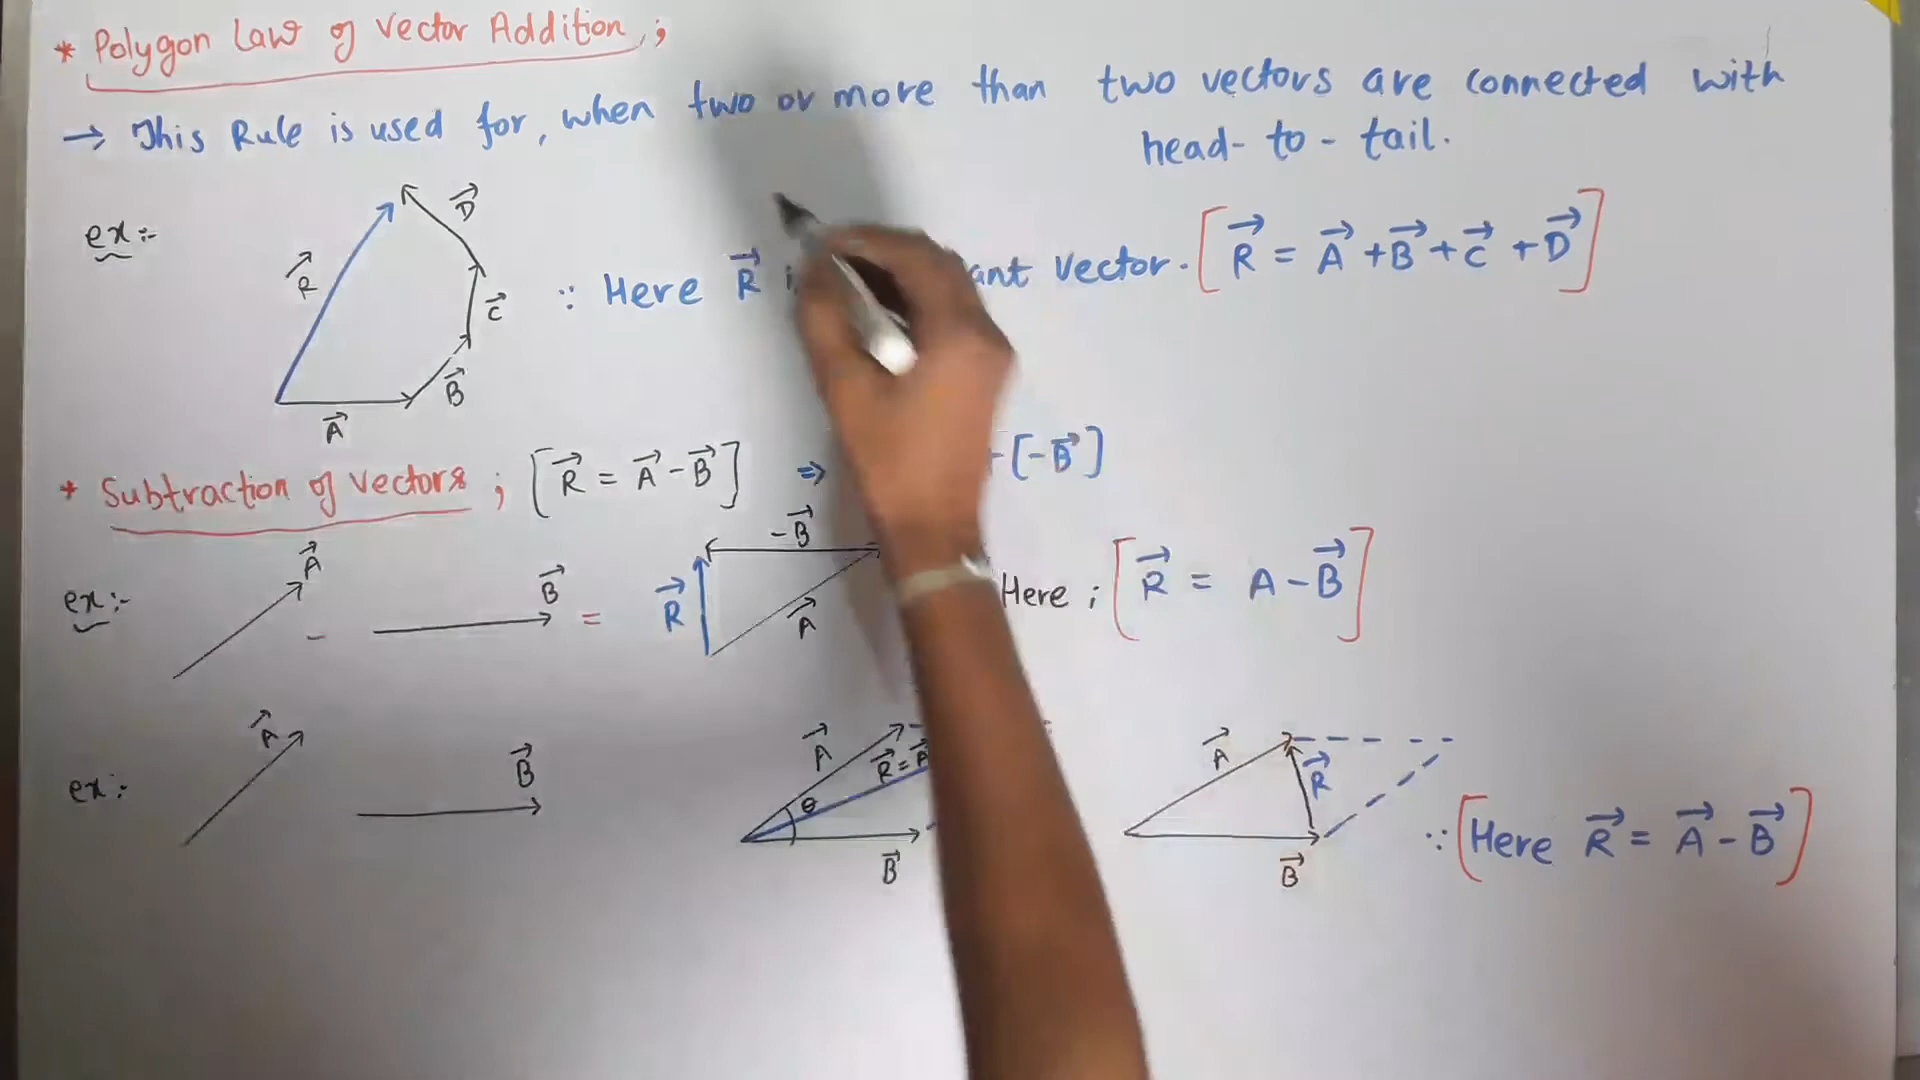 * Polygon Law of Vector Addition ;
→ This Rule is used for, when two or more than two vectors are connected with
head-to-tail.
ex:-
R⃗
D⃗
C⃗
B⃗
A⃗
∵ Here R⃗ vector. [R⃗ = A⃗ + B⃗ + C⃗ + D⃗]
* Subtraction of vectors ; [R⃗ = A⃗ - B⃗] ⇒ [-B⃗]
ex:-
A⃗
-
B⃗
=
R⃗
-B⃗
A⃗
Here ; [R⃗ = A - B⃗]
ex:
A⃗
B⃗
A⃗
θ
R⃗ = A⃗
B⃗
A⃗
R⃗
B⃗
∵ [Here R⃗ = A⃗ - B⃗]